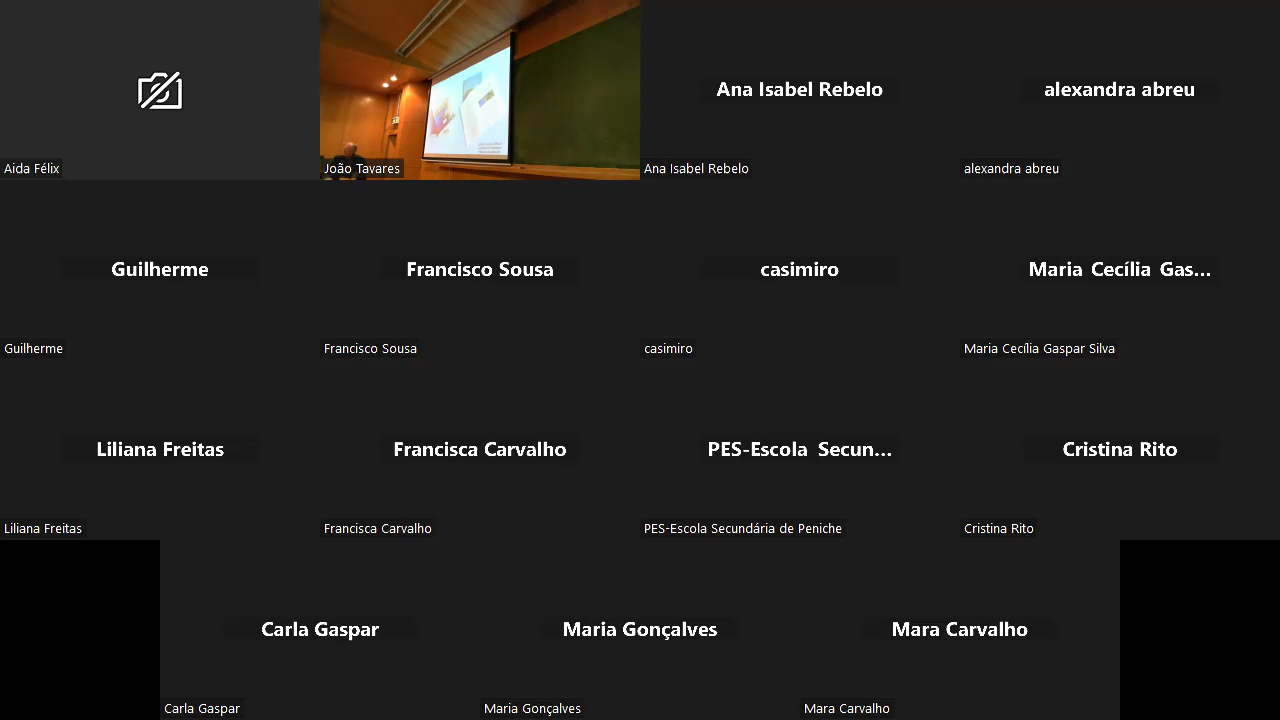 Ana Isabel Rebelo
alexandra abreu
Aida Félix
João Tavares
Ana Isabel Rebelo
alexandra abreu
Guilherme
Francisco Sousa
casimiro
Maria Cecília Gas...
Guilherme
Francisco Sousa
casimiro
Maria Cecília Gaspar Silva
Liliana Freitas
Francisca Carvalho
PES-Escola Secun...
Cristina Rito
Liliana Freitas
Francisca Carvalho
PES-Escola Secundária de Peniche
Cristina Rito
Carla Gaspar
Maria Gonçalves
Mara Carvalho
Carla Gaspar
Maria Gonçalves
Mara Carvalho